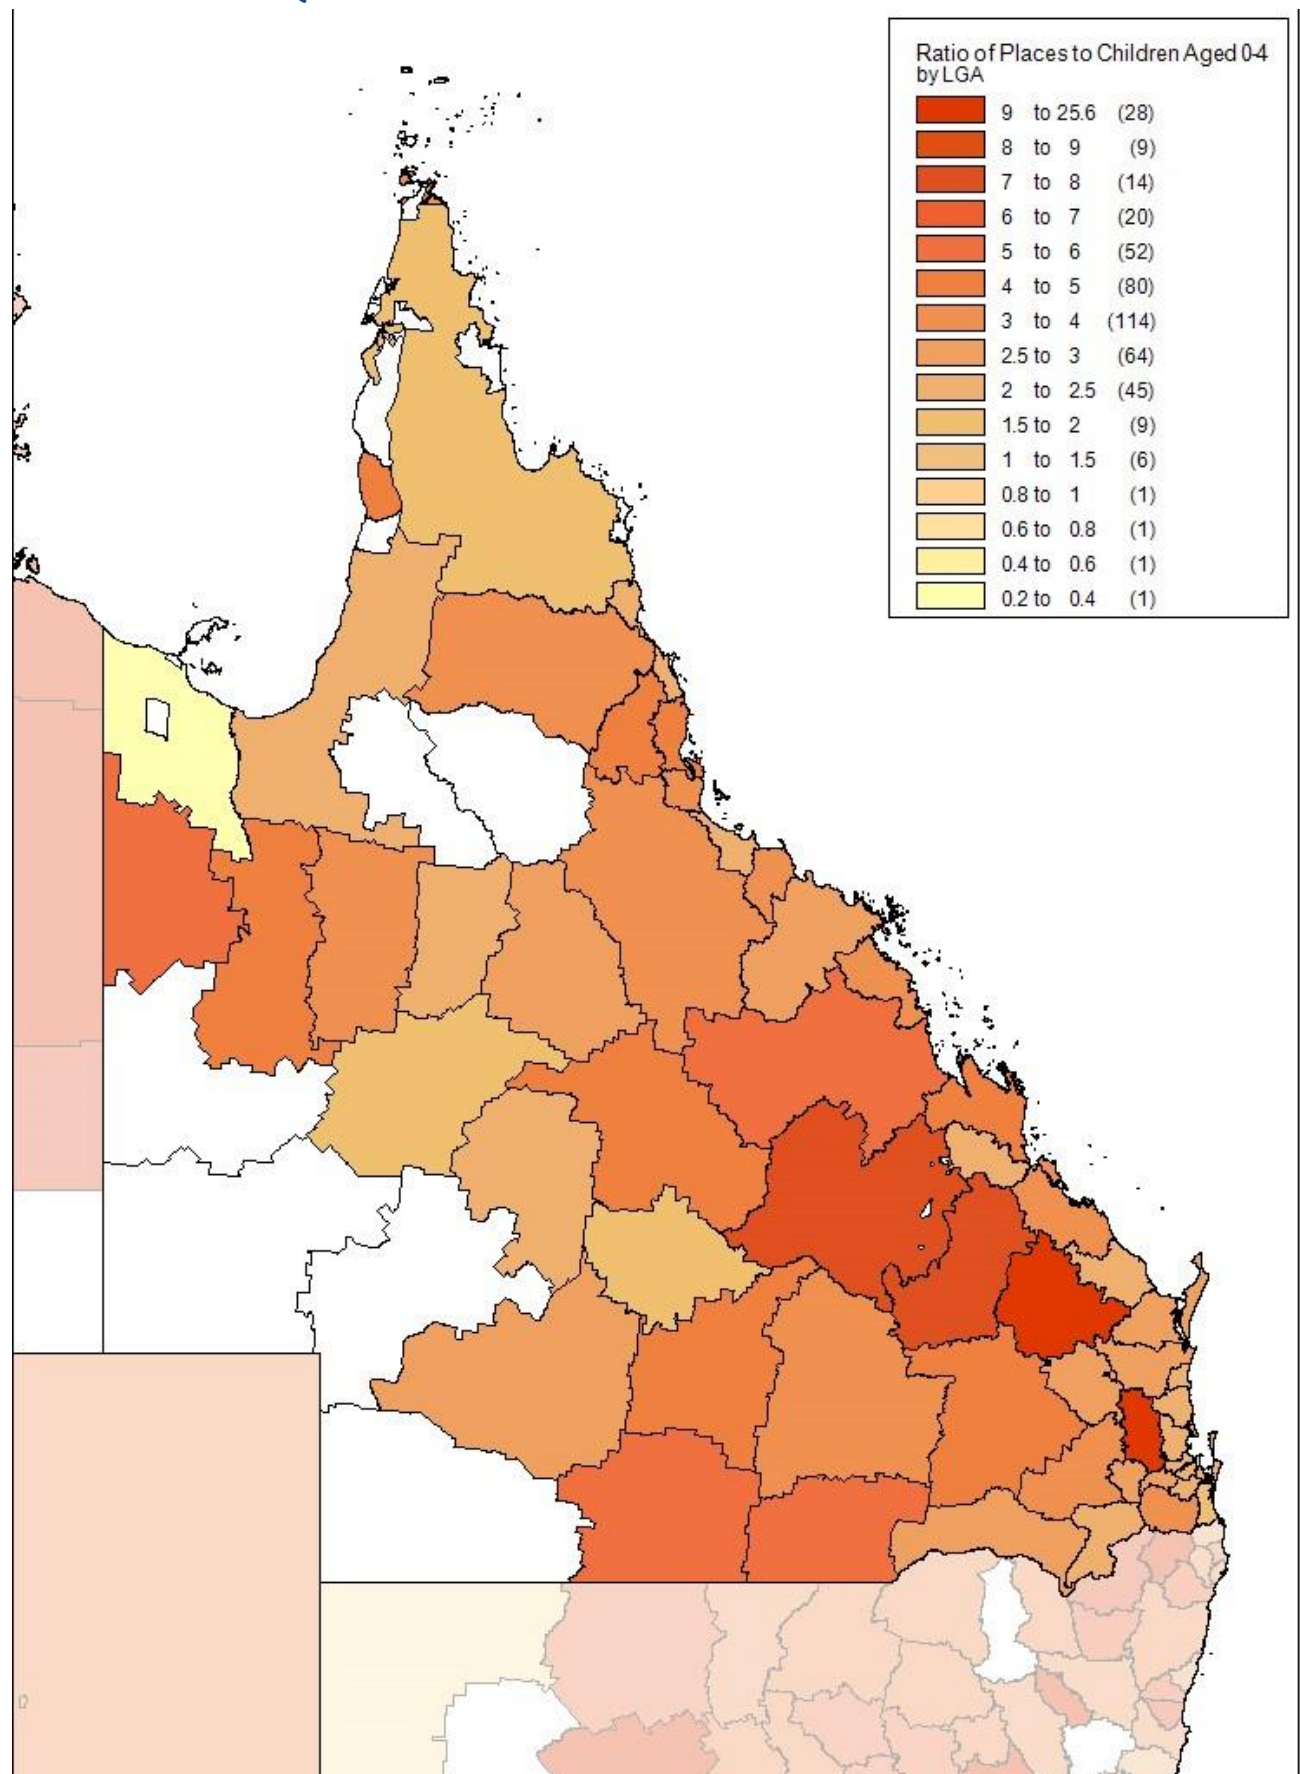 Ratio of Places to Children Aged 0-4
by LGA
9 to 25.6 (28)
8 to 9 (9)
7 to 8 (14)
6 to 7 (20)
5 to 6 (52)
4 to 5 (80)
3 to 4 (114)
2.5 to 3 (64)
2 to 2.5 (45)
1.5 to 2 (9)
1 to 1.5 (6)
0.8 to 1 (1)
0.6 to 0.8 (1)
0.4 to 0.6 (1)
0.2 to 0.4 (1)